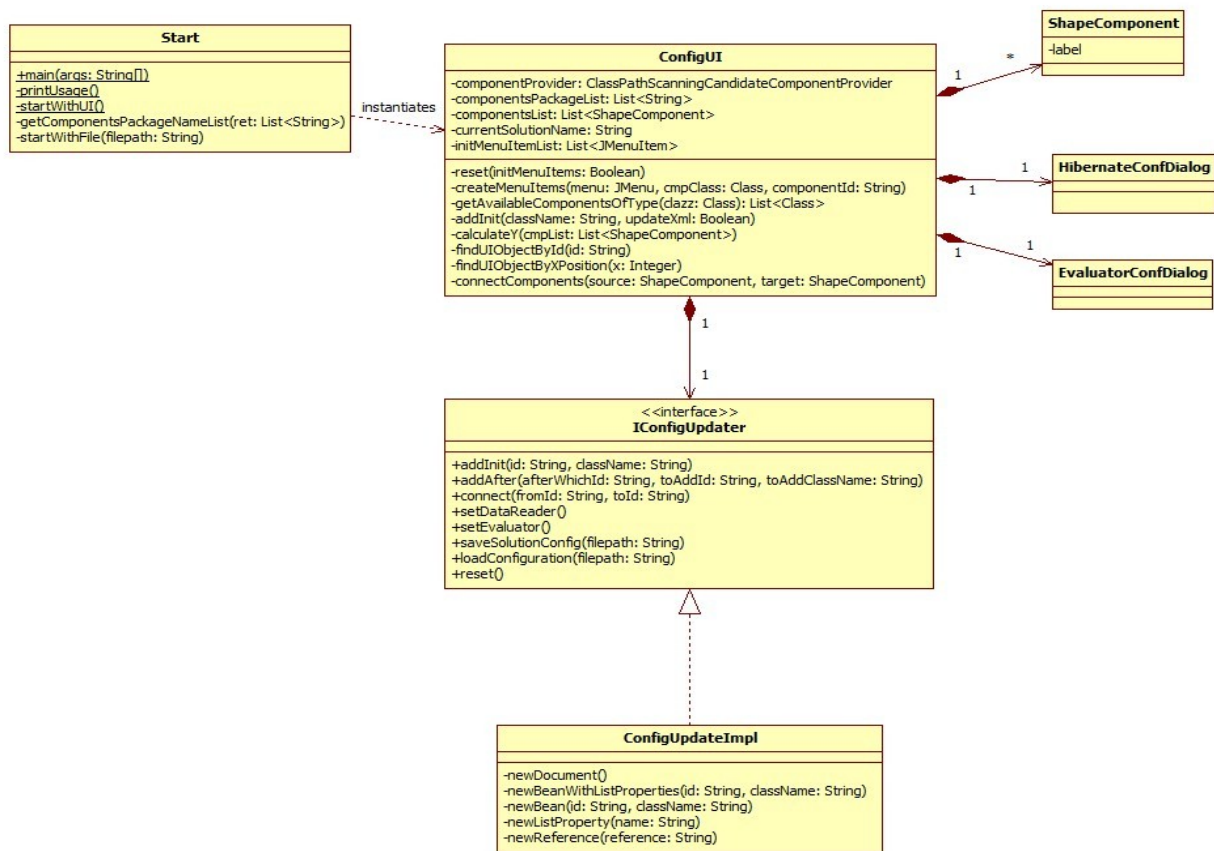 Start
+main(args: String[])
-printUsage()
-startWithUI()
-getComponentsPackageNameList(ret: List<String>)
-startWithFile(filepath: String)
instantiates
ConfigUI
-componentProvider: ClassPathScanningCandidateComponentProvider
-componentsPackageList: List<String>
-componentsList: List<ShapeComponent>
-currentSolutionName: String
-initMenuItemList: List<JMenuItem>
-reset(initMenuItems: Boolean)
-createMenuItems(menu: JMenu, cmpClass: Class, componentId: String)
-getAvailableComponentsOfType(clazz: Class): List<Class>
-addInit(className: String, updateXml: Boolean)
-calculateY(cmpList: List<ShapeComponent>)
-findUIObjectById(id: String)
-findUIObjectByXPosition(x: Integer)
-connectComponents(source: ShapeComponent, target: ShapeComponent)
1
*
ShapeComponent
-label
1
1
HibernateConfDialog
1
1
EvaluatorConfDialog
1
1
<<interface>>
IConfigUpdater
+addInit(id: String, className: String)
+addAfter(afterWhichId: String, toAddId: String, toAddClassName: String)
+connect(fromId: String, toId: String)
+setDataReader()
+setEvaluator()
+saveSolutionConfig(filepath: String)
+loadConfiguration(filepath: String)
+reset()
ConfigUpdateImpl
-newDocument()
-newBeanWithListProperties(id: String, className: String)
-newBean(id: String, className: String)
-newListProperty(name: String)
-newReference(reference: String)